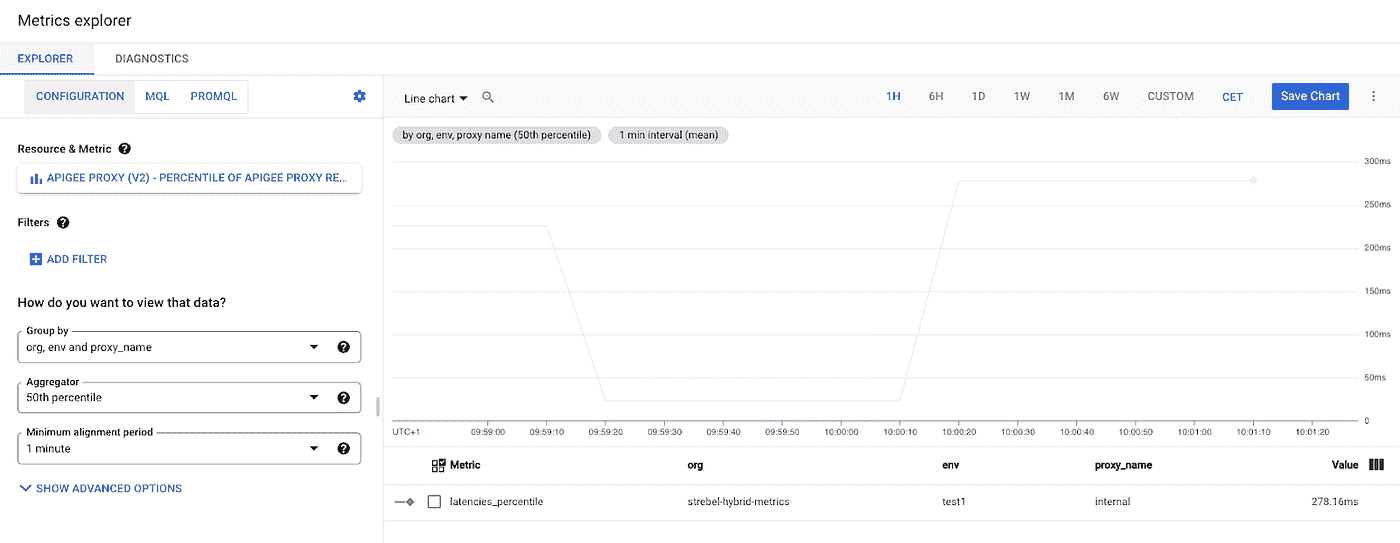 Metrics explorer
EXPLORER DIAGNOSTICS
CONFIGURATION MQL PROMQL
Resource & Metric
APIGEE PROXY (V2) - PERCENTILE OF APIGEE PROXY RE...
Filters
ADD FILTER
How do you want to view that data?
Group by
org, env and proxy_name
Aggregator
50th percentile
Minimum alignment period
1 minute
SHOW ADVANCED OPTIONS
Line chart 1H 6H 1D 1W 1M 6W CUSTOM CET Save Chart
by org, env, proxy name (50th percentile) 1 min interval (mean)
300ms
250ms
200ms
150ms
100ms
50ms
0
UTC+1 09:59:00 09:59:10 09:59:20 09:59:30 09:59:40 09:59:50 10:00:00 10:00:10 10:00:20 10:00:30 10:00:40 10:00:50 10:01:00 10:01:10 10:01:20
Metric org env proxy_name Value
latencies_percentile strebel-hybrid-metrics test1 internal 278.16ms